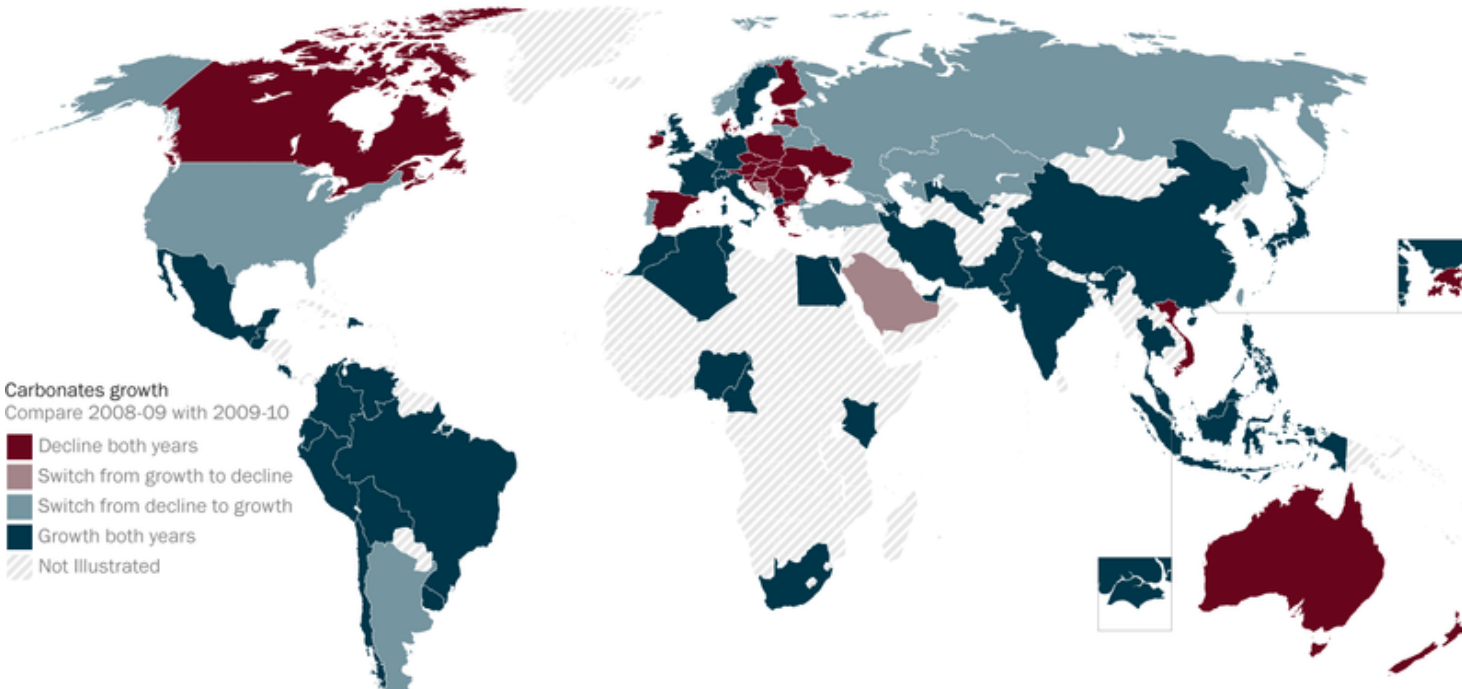 Carbonates growth
Compare 2008-09 with 2009-10
Decline both years
Switch from growth to decline
Switch from decline to growth
Growth both years
Not Illustrated